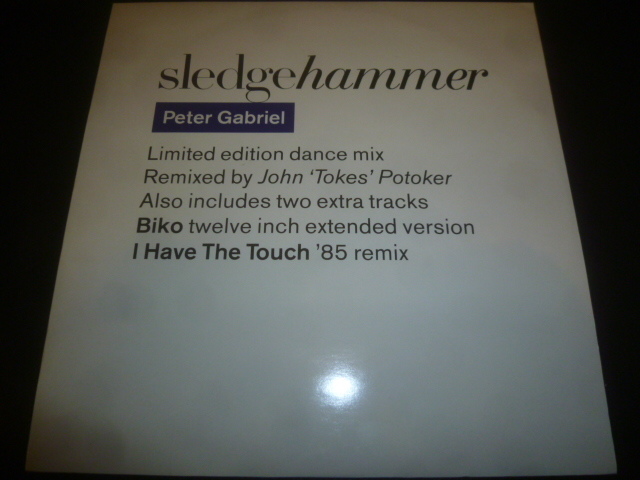 sledgehammer
Peter Gabriel
Limited edition dance mix
Remixed by John ‘Tokes’ Potoker
Also includes two extra tracks
Biko twelve inch extended version
I Have The Touch ’85 remix